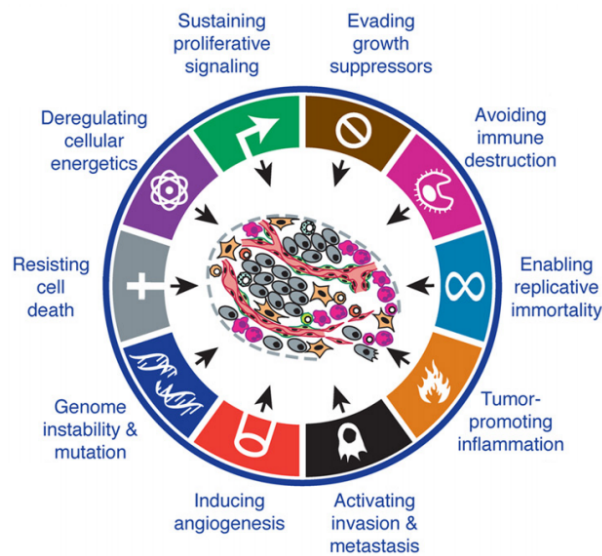 Sustaining
proliferative
signaling
Evading
growth
suppressors
Avoiding
immune
destruction
Enabling
replicative
immortality
Tumor-
promoting
inflammation
Activating
invasion &
metastasis
Inducing
angiogenesis
Genome
instability &
mutation
Resisting
cell
death
Deregulating
cellular
energetics